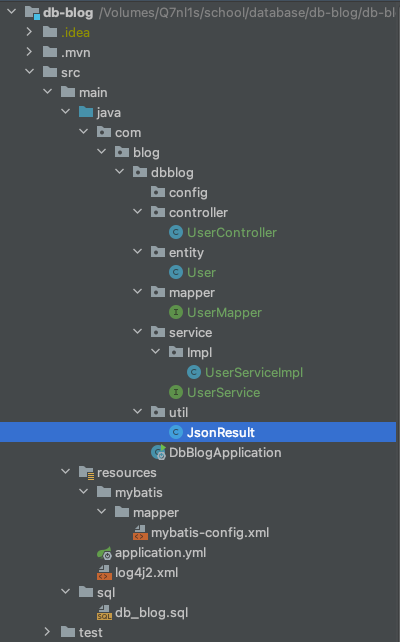 db-blog /Volumes/Q7nl1s/school/database/db-blog/db-bl
.idea
.mvn
src
main
java
com
blog
dbblog
config
controller
C UserController
entity
C User
mapper
I UserMapper
service
Impl
C UserServiceImpl
I UserService
util
C JsonResult
C DbBlogApplication
resources
mybatis
mapper
mybatis-config.xml
application.yml
log4j2.xml
sql
SQL db_blog.sql
test